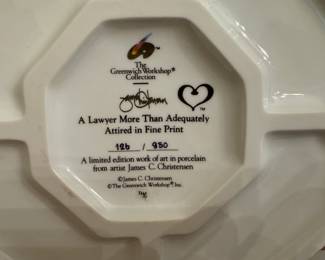 The
Greenwich Workshop®
Collection
A Lawyer More Than Adequately
Attired in Fine Print
126 / 950
A limited edition work of art in porcelain
from artist James C. Christensen
©James C. Christensen
©The Greenwich Workshop® Inc.